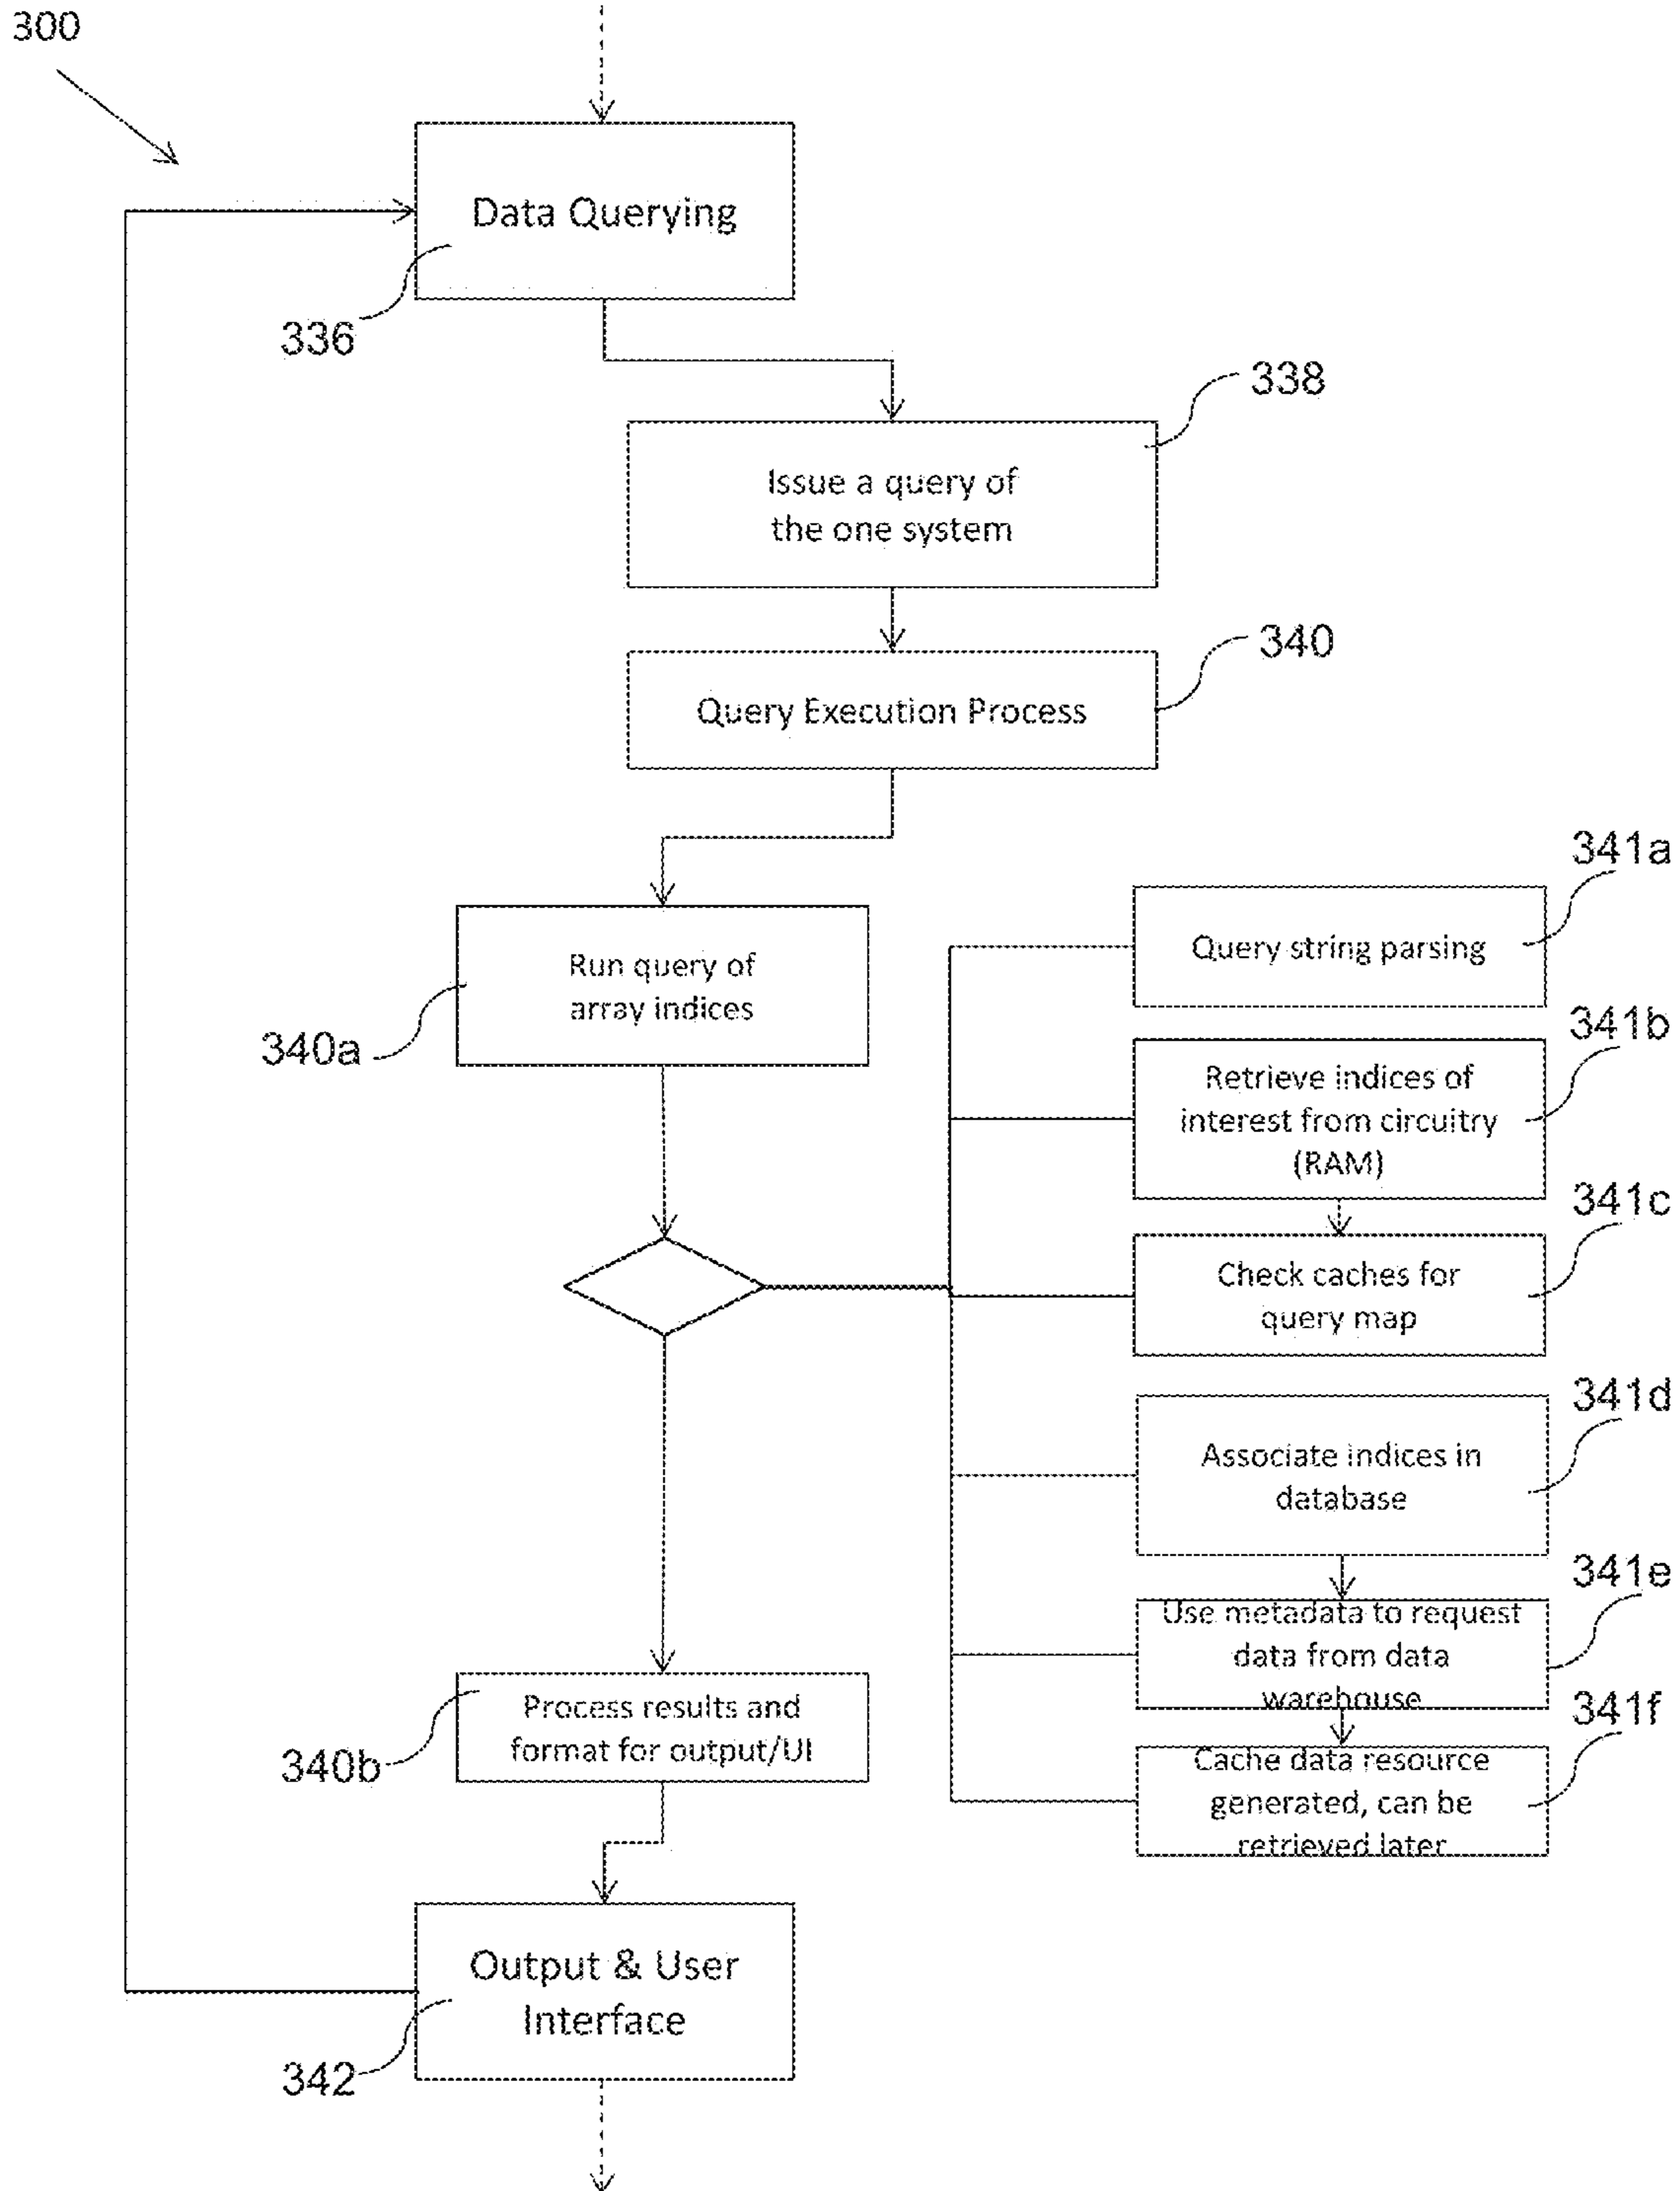 300
Data Querying
336
338
Issue a query of
the one system
340
Query Execution Process
341a
Query string parsing
Run query of
array indices
340a
341b
Retrieve indices of
interest from circuitry
(RAM)
341c
Check caches for
query map
341d
Associate indices in
database
341e
Use metadata to request
data from data
warehouse
341f
Process results and
format for output/UI
340b
Cache data resource
generated, can be
retrieved later
Output & User
Interface
342